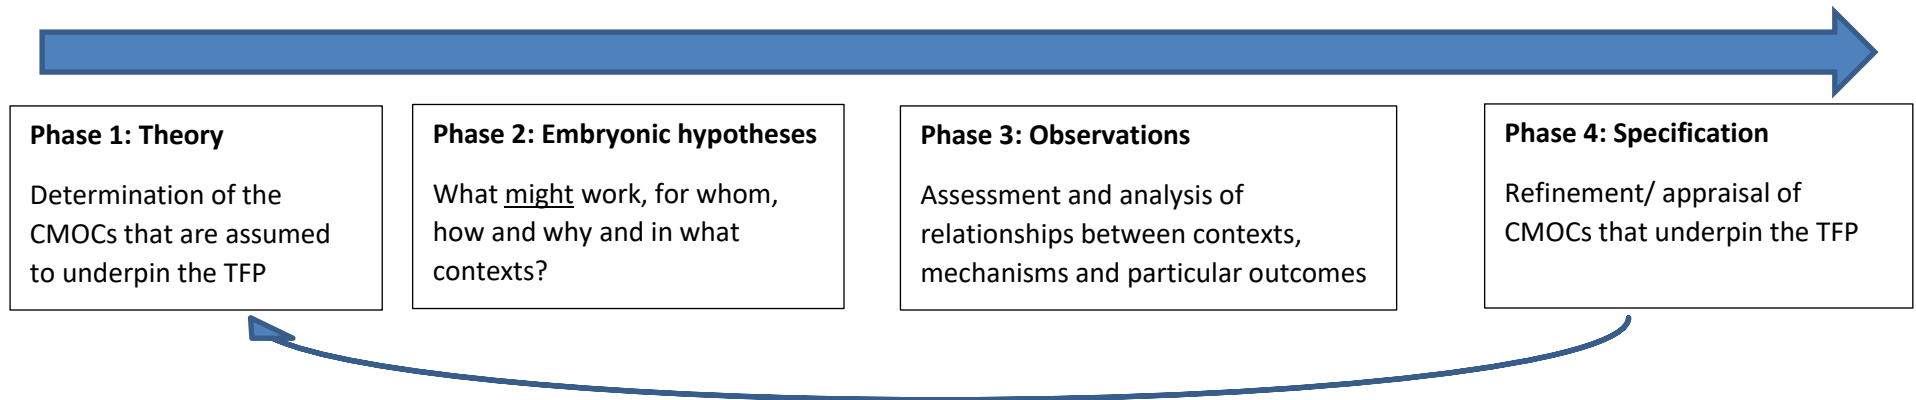 Phase 1: Theory
Determination of the
CMOCs that are assumed
to underpin the TFP
Phase 2: Embryonic hypotheses
What might work, for whom,
how and why and in what
contexts?
Phase 3: Observations
Assessment and analysis of
relationships between contexts,
mechanisms and particular outcomes
Phase 4: Specification
Refinement/ appraisal of
CMOCs that underpin the TFP